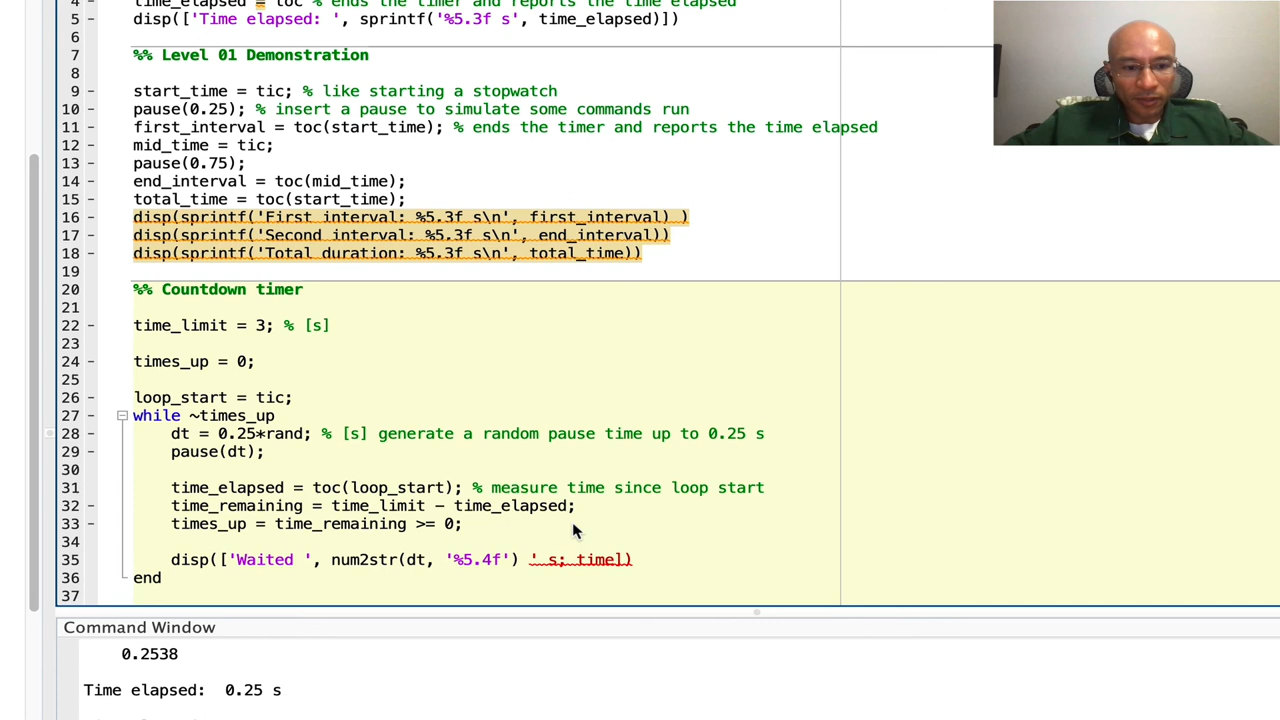 4 - time_elapsed = toc % ends the timer and reports the time elapsed
5 - disp(['Time elapsed: ', sprintf('%5.3f s', time_elapsed)])
6
7 %% Level 01 Demonstration
8
9 - start_time = tic; % like starting a stopwatch
10 - pause(0.25); % insert a pause to simulate some commands run
11 - first_interval = toc(start_time); % ends the timer and reports the time elapsed
12 - mid_time = tic;
13 - pause(0.75);
14 - end_interval = toc(mid_time);
15 - total_time = toc(start_time);
16 - disp(sprintf('First interval: %5.3f s\n', first_interval) )
17 - disp(sprintf('Second interval: %5.3f s\n', end_interval))
18 - disp(sprintf('Total duration: %5.3f s\n', total_time))
19
20 %% Countdown timer
21
22 - time_limit = 3; % [s]
23
24 - times_up = 0;
25
26 - loop_start = tic;
27 - while ~times_up
28 - dt = 0.25*rand; % [s] generate a random pause time up to 0.25 s
29 - pause(dt);
30
31 - time_elapsed = toc(loop_start); % measure time since loop start
32 - time_remaining = time_limit - time_elapsed;
33 - times_up = time_remaining >= 0;
34
35 disp(['Waited ', num2str(dt, '%5.4f') ' s; time])
36 end
37
Command Window
0.2538
Time elapsed:  0.25 s